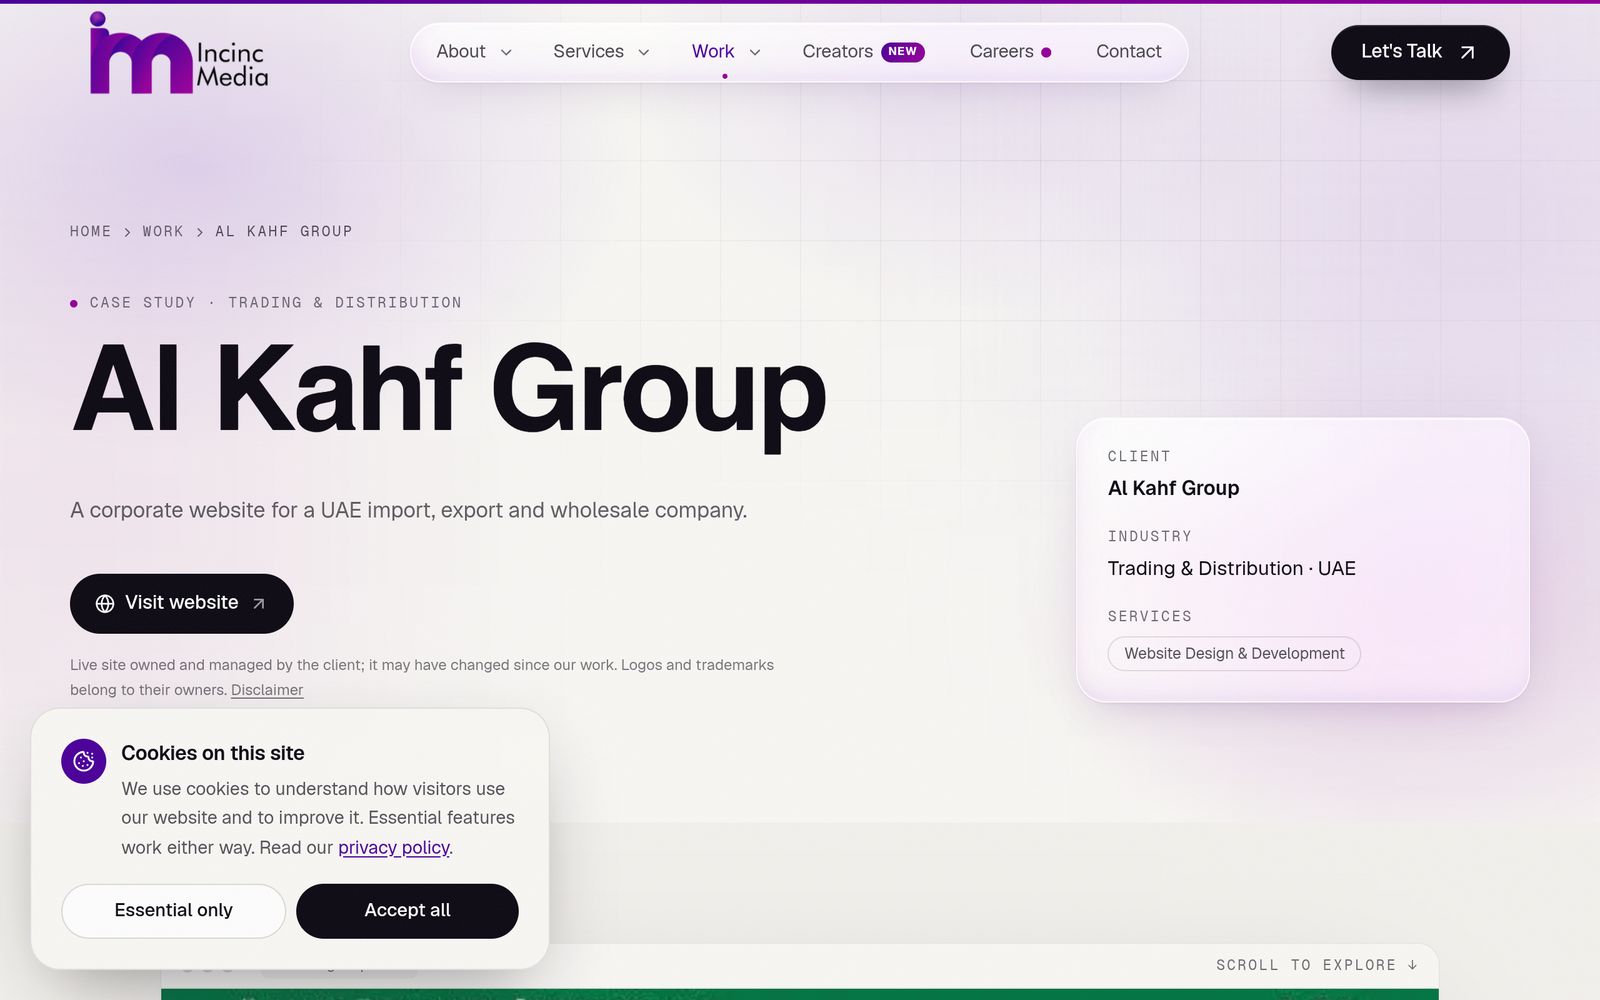 Incinc
Media
About
Services
Work
Creators NEW
Careers
Contact
Let's Talk
HOME > WORK > AL KAHF GROUP
CASE STUDY · TRADING & DISTRIBUTION
Al Kahf Group
A corporate website for a UAE import, export and wholesale company.
Visit website
Live site owned and managed by the client; it may have changed since our work. Logos and trademarks
belong to their owners. Disclaimer
CLIENT
Al Kahf Group
INDUSTRY
Trading & Distribution · UAE
SERVICES
Website Design & Development
Cookies on this site
We use cookies to understand how visitors use
our website and to improve it. Essential features
work either way. Read our privacy policy.
Essential only
Accept all
SCROLL TO EXPLORE ↓